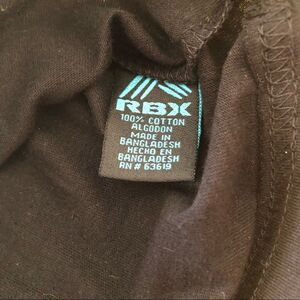 RBX
100% COTTON
ALGODON
MADE IN
BANGLADESH
HECHO EN
BANGLADESH
RN # 63619